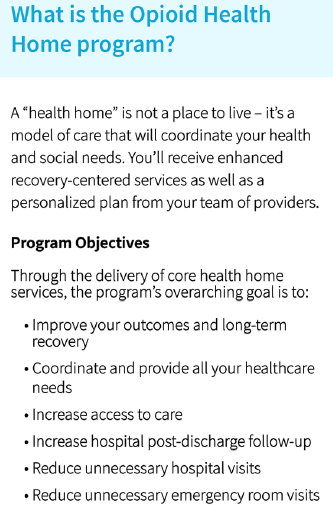 What is the Opioid Health
Home program?
A “health home” is not a place to live – it’s a
model of care that will coordinate your health
and social needs. You’ll receive enhanced
recovery-centered services as well as a
personalized plan from your team of providers.
Program Objectives
Through the delivery of core health home
services, the program’s overarching goal is to:
• Improve your outcomes and long-term
recovery
• Coordinate and provide all your healthcare
needs
• Increase access to care
• Increase hospital post-discharge follow-up
• Reduce unnecessary hospital visits
• Reduce unnecessary emergency room visits